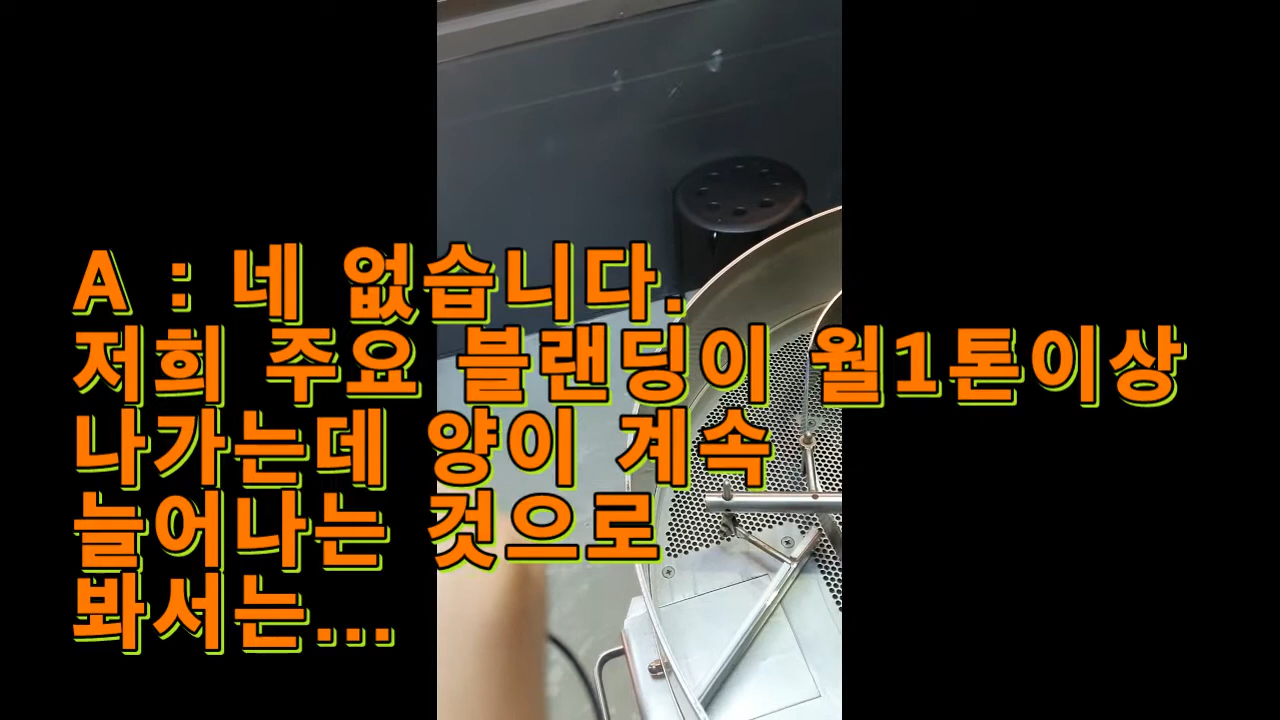 A : 네 없습니다.
저희 주요 블랜딩이 월1톤이상
나가는데 양이 계속
늘어나는 것으로
봐서는...